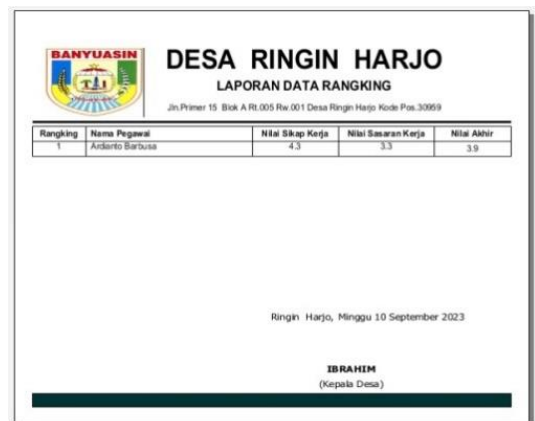 BANYUASIN
DESA RINGIN HARJO
LAPORAN DATA RANGKING
Jln.Primer 15 Blok A Rt.005 Rw.001 Desa Ringin Harjo Kode Pos.30959
Rangking Nama Pegawai Nilai Sikap Kerja Nilai Sasaran Kerja Nilai Akhir
1 Ardianto Barbusa 4.3 3.3 3.9
Ringin Harjo, Minggu 10 September 2023
IBRAHIM
(Kepala Desa)